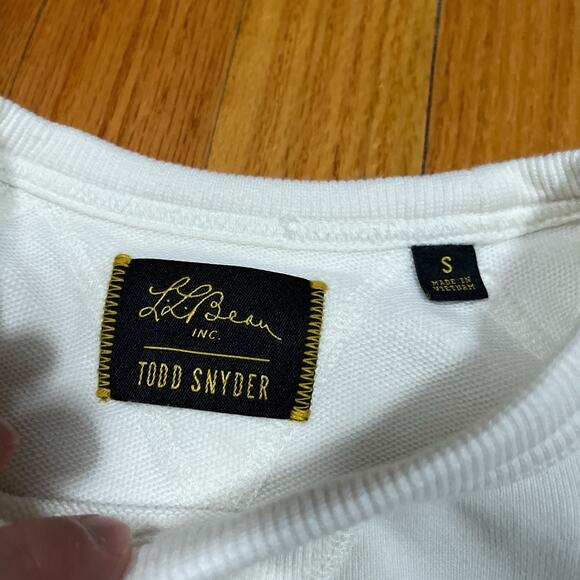 L.L.Bean
INC.
TODD SNYDER
S
MADE IN
VIETNAM